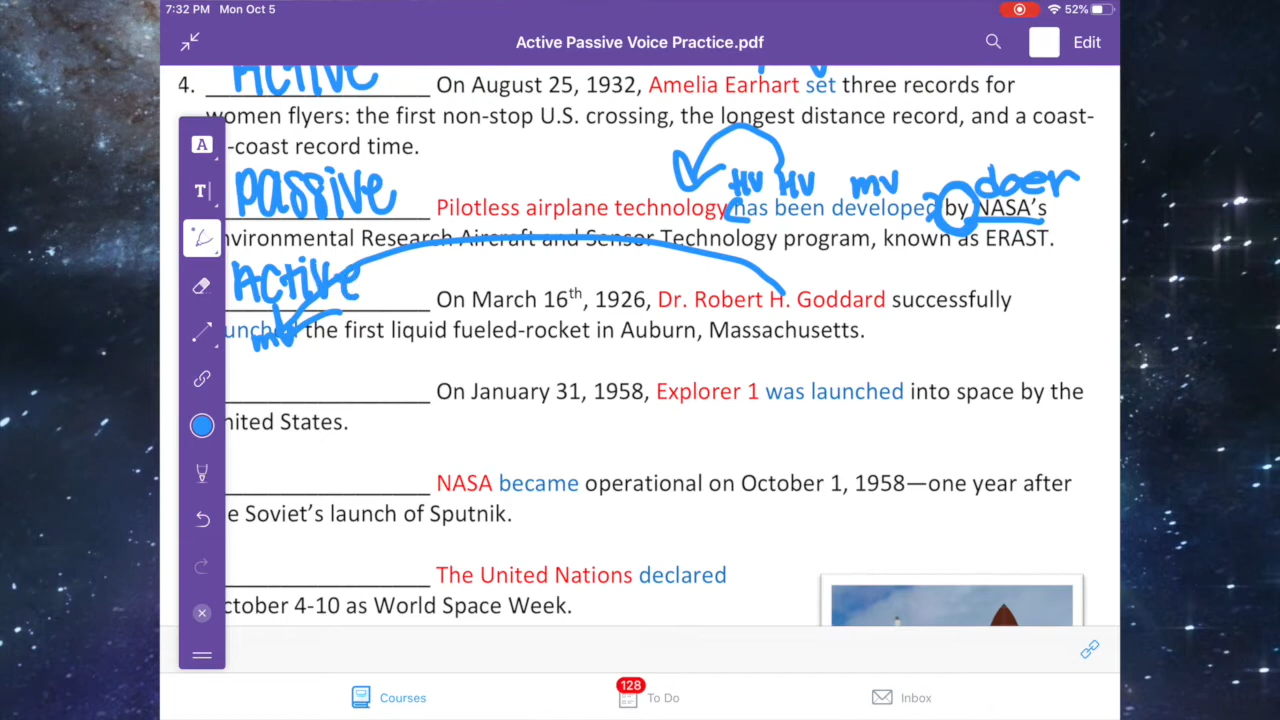 7:32 PM Mon Oct 5 52%
Active Passive Voice Practice.pdf Edit
4. Active On August 25, 1932, Amelia Earhart set three records for
women flyers: the first non-stop U.S. crossing, the longest distance record, and a coast-
-coast record time.
HV HV mv doer
passive Pilotless airplane technology has been developed by NASA's
nvironmental Research Aircraft and Sensor Technology program, known as ERAST.
Active On March 16th, 1926, Dr. Robert H. Goddard successfully
unched the first liquid fueled-rocket in Auburn, Massachusetts.
mv
On January 31, 1958, Explorer 1 was launched into space by the
nited States.
NASA became operational on October 1, 1958—one year after
e Soviet's launch of Sputnik.
The United Nations declared
ctober 4-10 as World Space Week.
A
T
128
Courses To Do Inbox